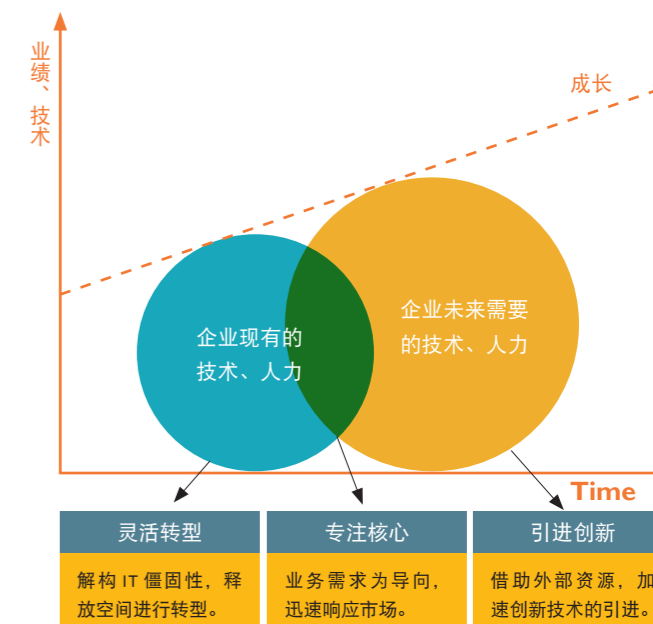 业绩、技术
成长
企业现有的
技术、人力
企业未来需要
的技术、人力
Time
灵活转型
解构 IT 僵固性，释
放空间进行转型。
专注核心
业务需求为导向，
迅速响应市场。
引进创新
借助外部资源，加
速创新技术的引进。